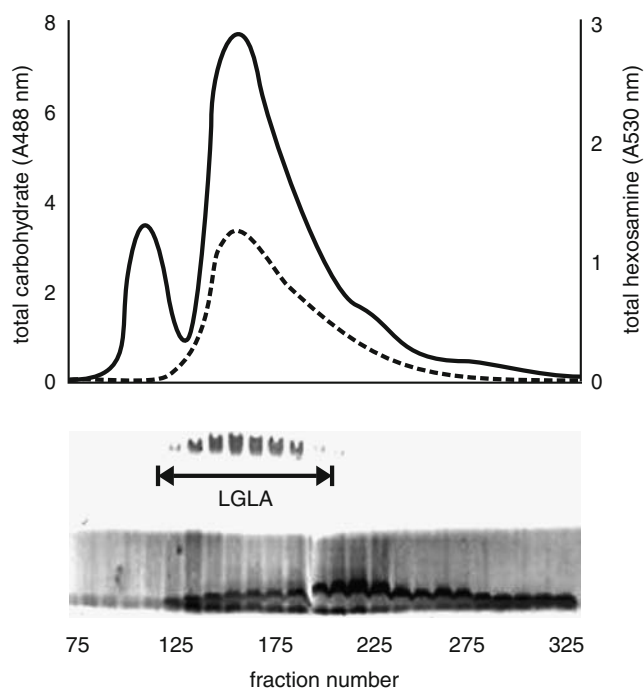 8
6
4
2
0
total carbohydrate (A488 nm)
3
2
1
0
total hexosamine (A530 nm)
LGLA
75 125 175 225 275 325
fraction number